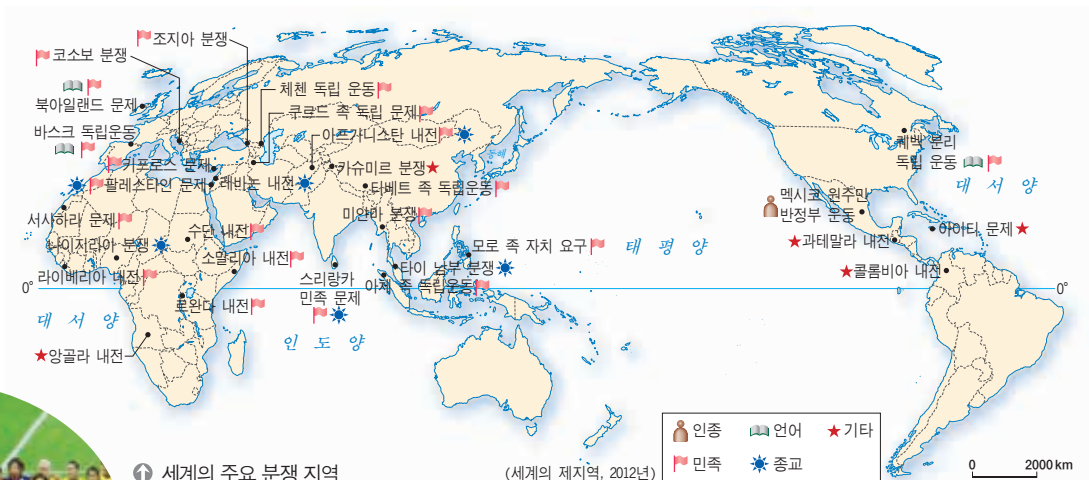 조지아 분쟁
코소보 분쟁
체첸 독립 운동
북아일랜드 문제
쿠르드 족 독립 문제
바스크 독립운동
아프가니스탄 내전
동해
키프로스 문제
카슈미르 분쟁
팔레스타인 문제
레바논 내전
티베트 족 독립운동
서사하라 문제
미얀마 분쟁
수단 내전
나이지리아 분쟁
소말리아 내전
모로 족 자치 요구
라이베리아 내전
스리랑카
민족 문제
타이 남부 분쟁
아체 족 독립운동
르완다 내전
앙골라 내전
퀘벡 분리
독립 운동
멕시코 원주민
반정부 운동
아이티 문제
과테말라 내전
콜롬비아 내전
0°
0°
대서양
인도양
태평양
대서양
인종
언어
기타
민족
종교
세계의 주요 분쟁 지역
(세계의 제지역, 2012년)
0 2000km